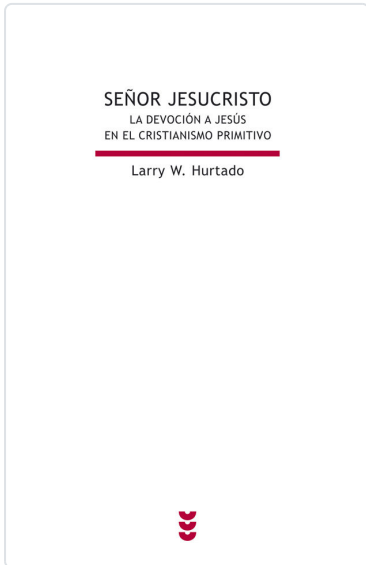 SEÑOR JESUCRISTO
LA DEVOCIÓN A JESÚS
EN EL CRISTIANISMO PRIMITIVO
Larry W. Hurtado